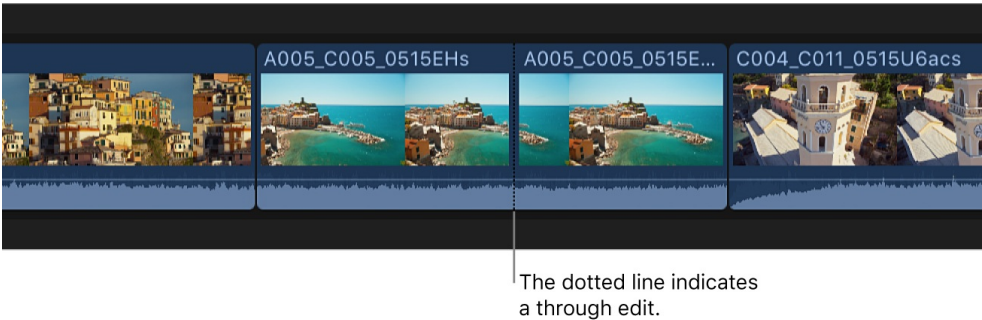 A005_C005_0515EHs
A005_C005_0515E...
C004_C011_0515U6acs
The dotted line indicates
a through edit.